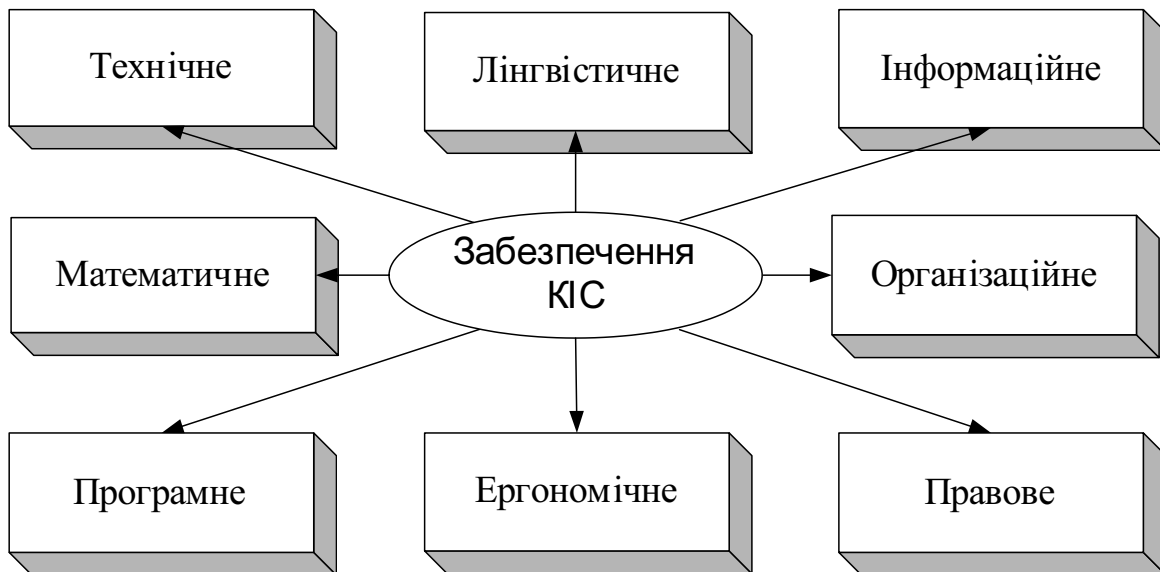 Технічне
Лінгвістичне
Інформаційне
Математичне
Забезпечення
КІС
Організаційне
Програмне
Ергономічне
Правове